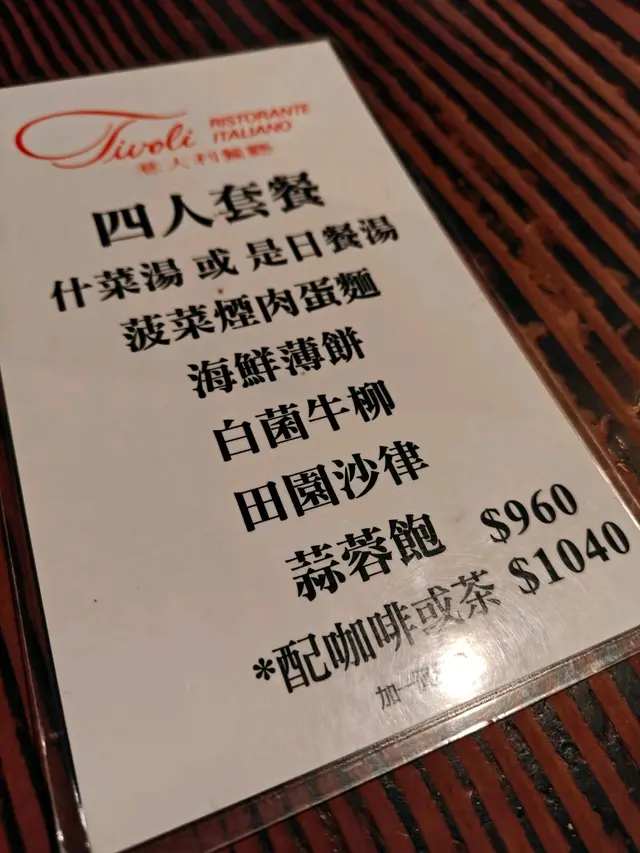 Tivoli RISTORANTE
ITALIANO
意大利餐廳
四人套餐
什菜湯 或 是日餐湯
菠菜煙肉蛋麵
海鮮薄餅
白菌牛柳
田園沙律
蒜蓉飽 $960
*配咖啡或茶 $1040
加一